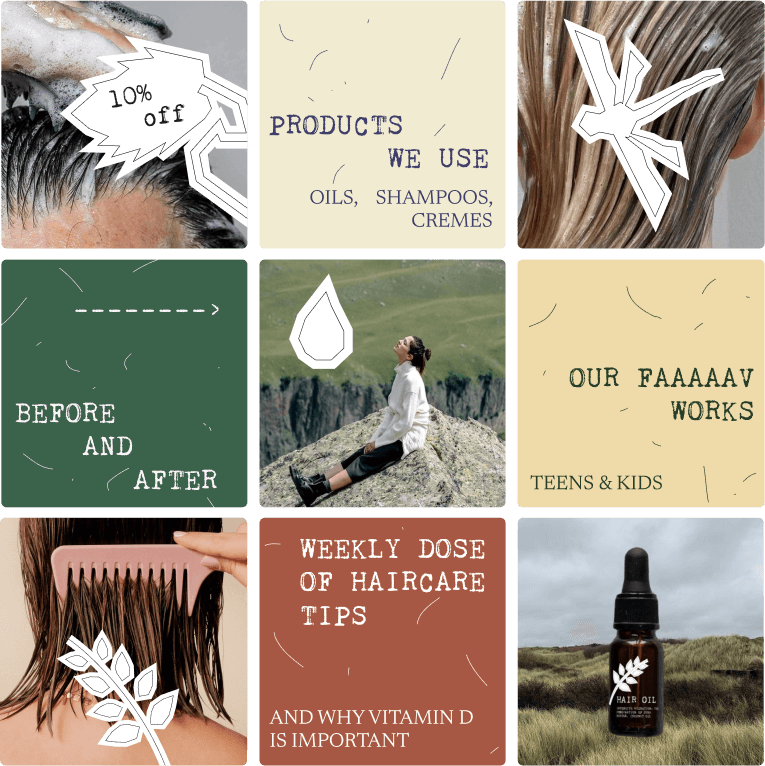 10%
off
PRODUCTS
WE USE
OILS, SHAMPOOS,
CREMES
BEFORE
AND
AFTER
OUR FAAAAAV
WORKS
TEENS & KIDS
WEEKLY DOSE
OF HAIRCARE
TIPS
AND WHY VITAMIN D
IS IMPORTANT
HAIR OIL